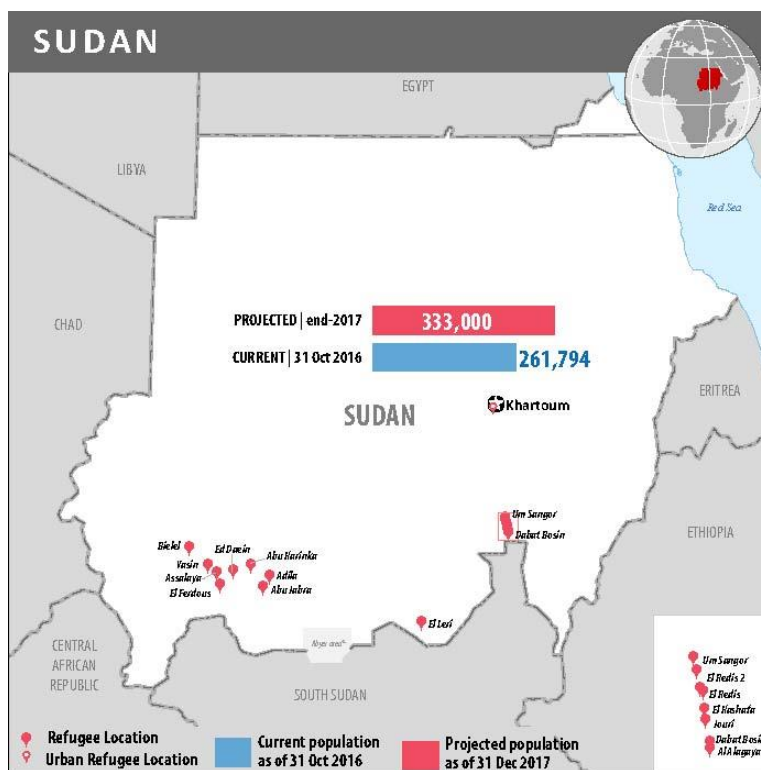 SUDAN
EGYPT
LIBYA
Red Sea
CHAD
PROJECTED | end-2017
333,000
CURRENT | 31 Oct 2016
261,794
SUDAN
Khartoum
ERITREA
ETHIOPIA
Um Sangor
Dabat Bosin
Bielel
Ed Daein
Abu Karinka
Yasin
Assalaya
Adila
El Ferdous
Abu Jabra
El Leri
CENTRAL
AFRICAN
REPUBLIC
SOUTH SUDAN
Um Sangor
El Redis 2
El Redis
El Kashafa
Jouri
Dabat Bosin
Al Alagaya
Refugee Location
Urban Refugee Location
Current population
as of 31 Oct 2016
Projected population
as of 31 Dec 2017